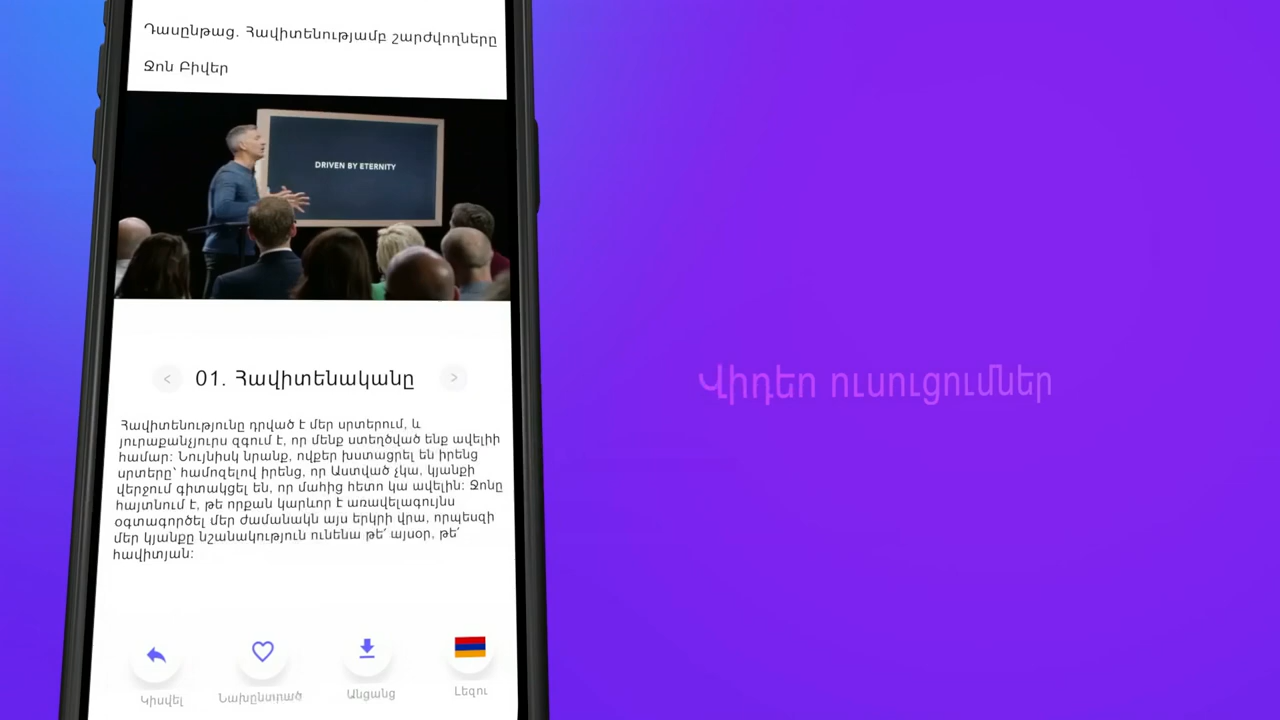 Դասընթաց. Հավիտենությամբ շարժվողները
Ջոն Բիվեր
DRIVEN BY ETERNITY
< 01. Հավիտենականը >
Հավիտենությունը դրված է մեր սրտերում, և
յուրաքանչյուրս զգում է, որ մենք ստեղծված ենք ավելիի
համար: Նույնիսկ նրանք, ովքեր խստացրել են իրենց
սրտերը՝ համոզելով իրենց, որ Աստված չկա, կյանքի
վերջում գիտակցել են, որ մահից հետո կա ավելին: Ջոնը
հայտնում է, թե որքան կարևոր է առավելագույնս
օգտագործել մեր ժամանակն այս երկրի վրա, որպեսզի
մեր կյանքը նշանակություն ունենա թե՛ այսօր, թե՛
հավիտյան:
Կիսվել Նախընտրած Անցանց Լեզու
Վիդեո ուսուցումներ